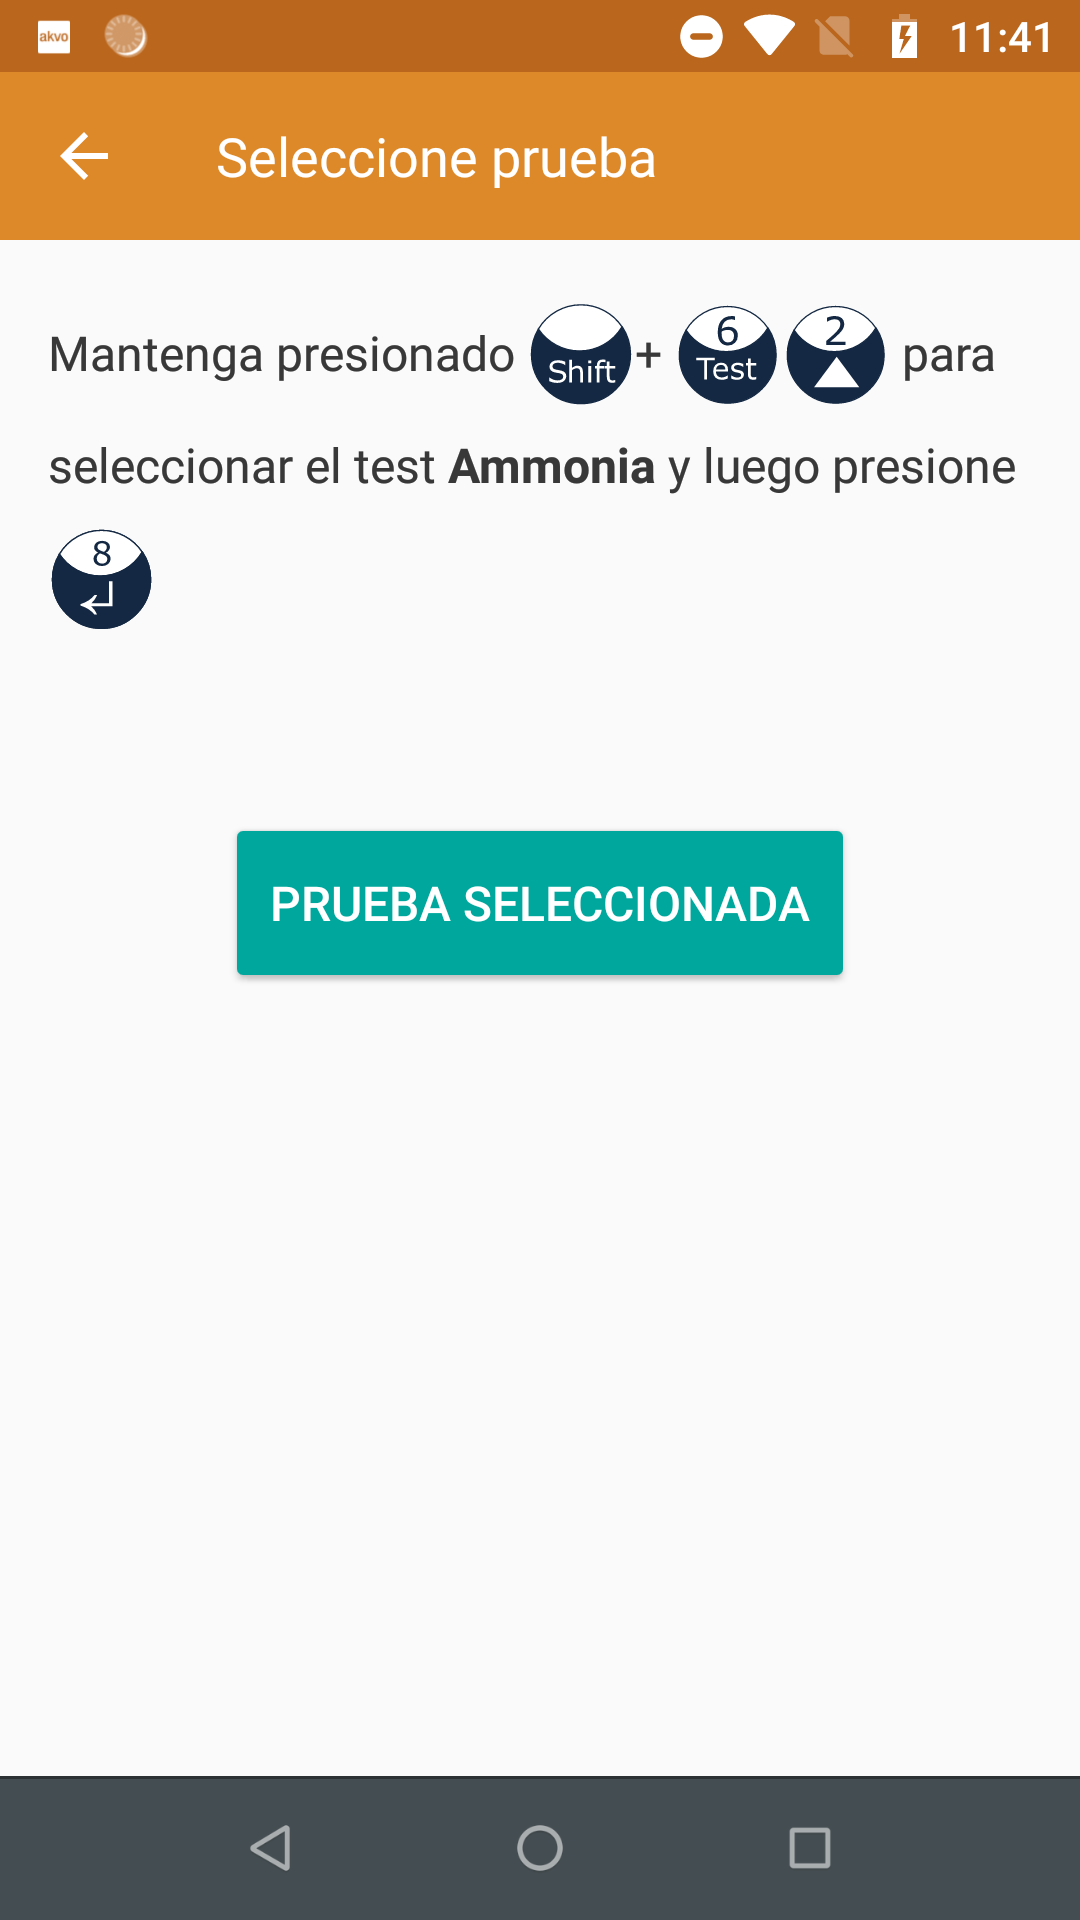 akvo
11:41
Seleccione prueba
Mantenga presionado Shift + 6 Test 2 para
seleccionar el test Ammonia y luego presione
8
PRUEBA SELECCIONADA